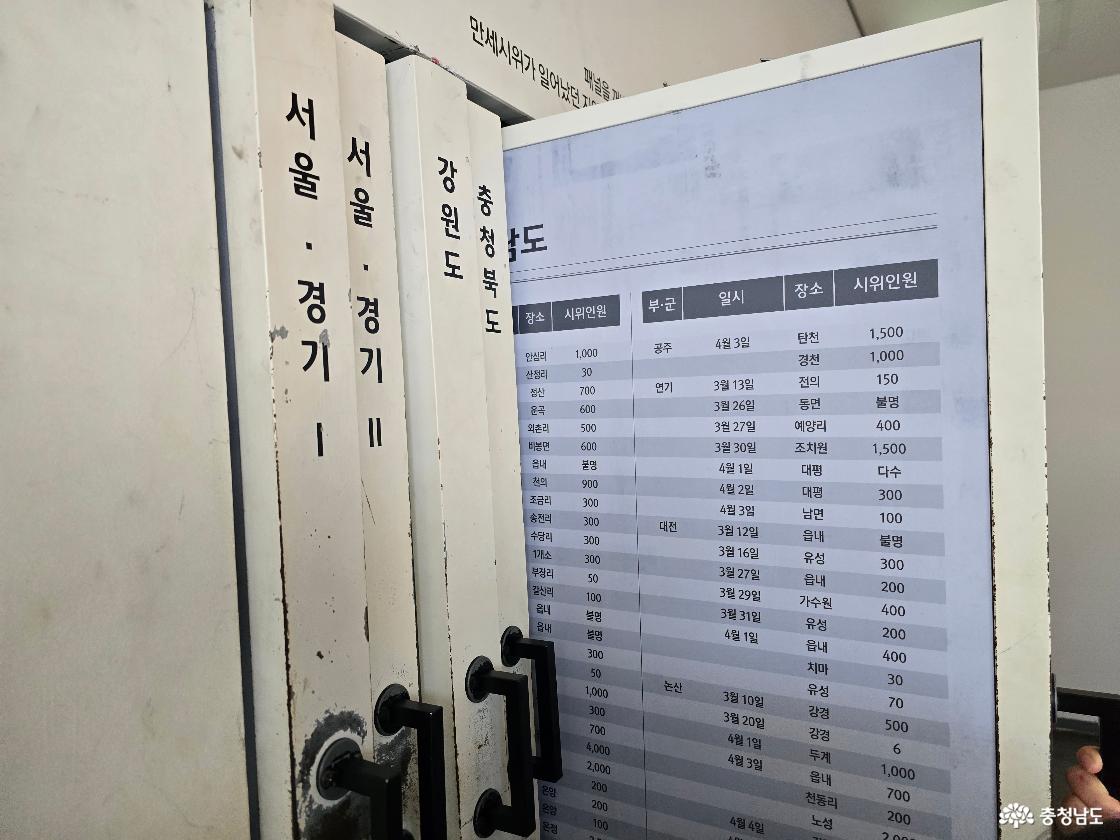 만세시위가 일어났던
패널을
서울·경기 I
서울·경기 II
강원도
충청북도
남도
장소 시위인원
안심리 1,000
산정리 30
정산 700
운곡 600
외촌리 500
비봉면 600
읍내 불명
천의 900
조금리 300
송전리 300
수당리 300
1개소 300
부장리 50
갈산리 100
읍내 불명
읍내 불명
300
50
1,000
300
700
4,000
2,000
온양 200
온양 200
온정 100
부·군 일시 장소 시위인원
공주 4월 3일 탄천 1,500
경천 1,000
연기 3월 13일 전의 150
3월 26일 동면 불명
3월 27일 예양리 400
3월 30일 조치원 1,500
4월 1일 대평 다수
4월 2일 대평 300
4월 3일 남면 100
대전 3월 12일 읍내 불명
3월 16일 유성 300
3월 27일 읍내 200
3월 29일 가수원 400
3월 31일 유성 200
4월 1일 읍내 400
치마 30
유성 70
논산 3월 10일 강경 500
3월 20일 강경 6
4월 1일 두계 1,000
4월 3일 읍내 700
천동리 200
4월 4일 노성
충청남도